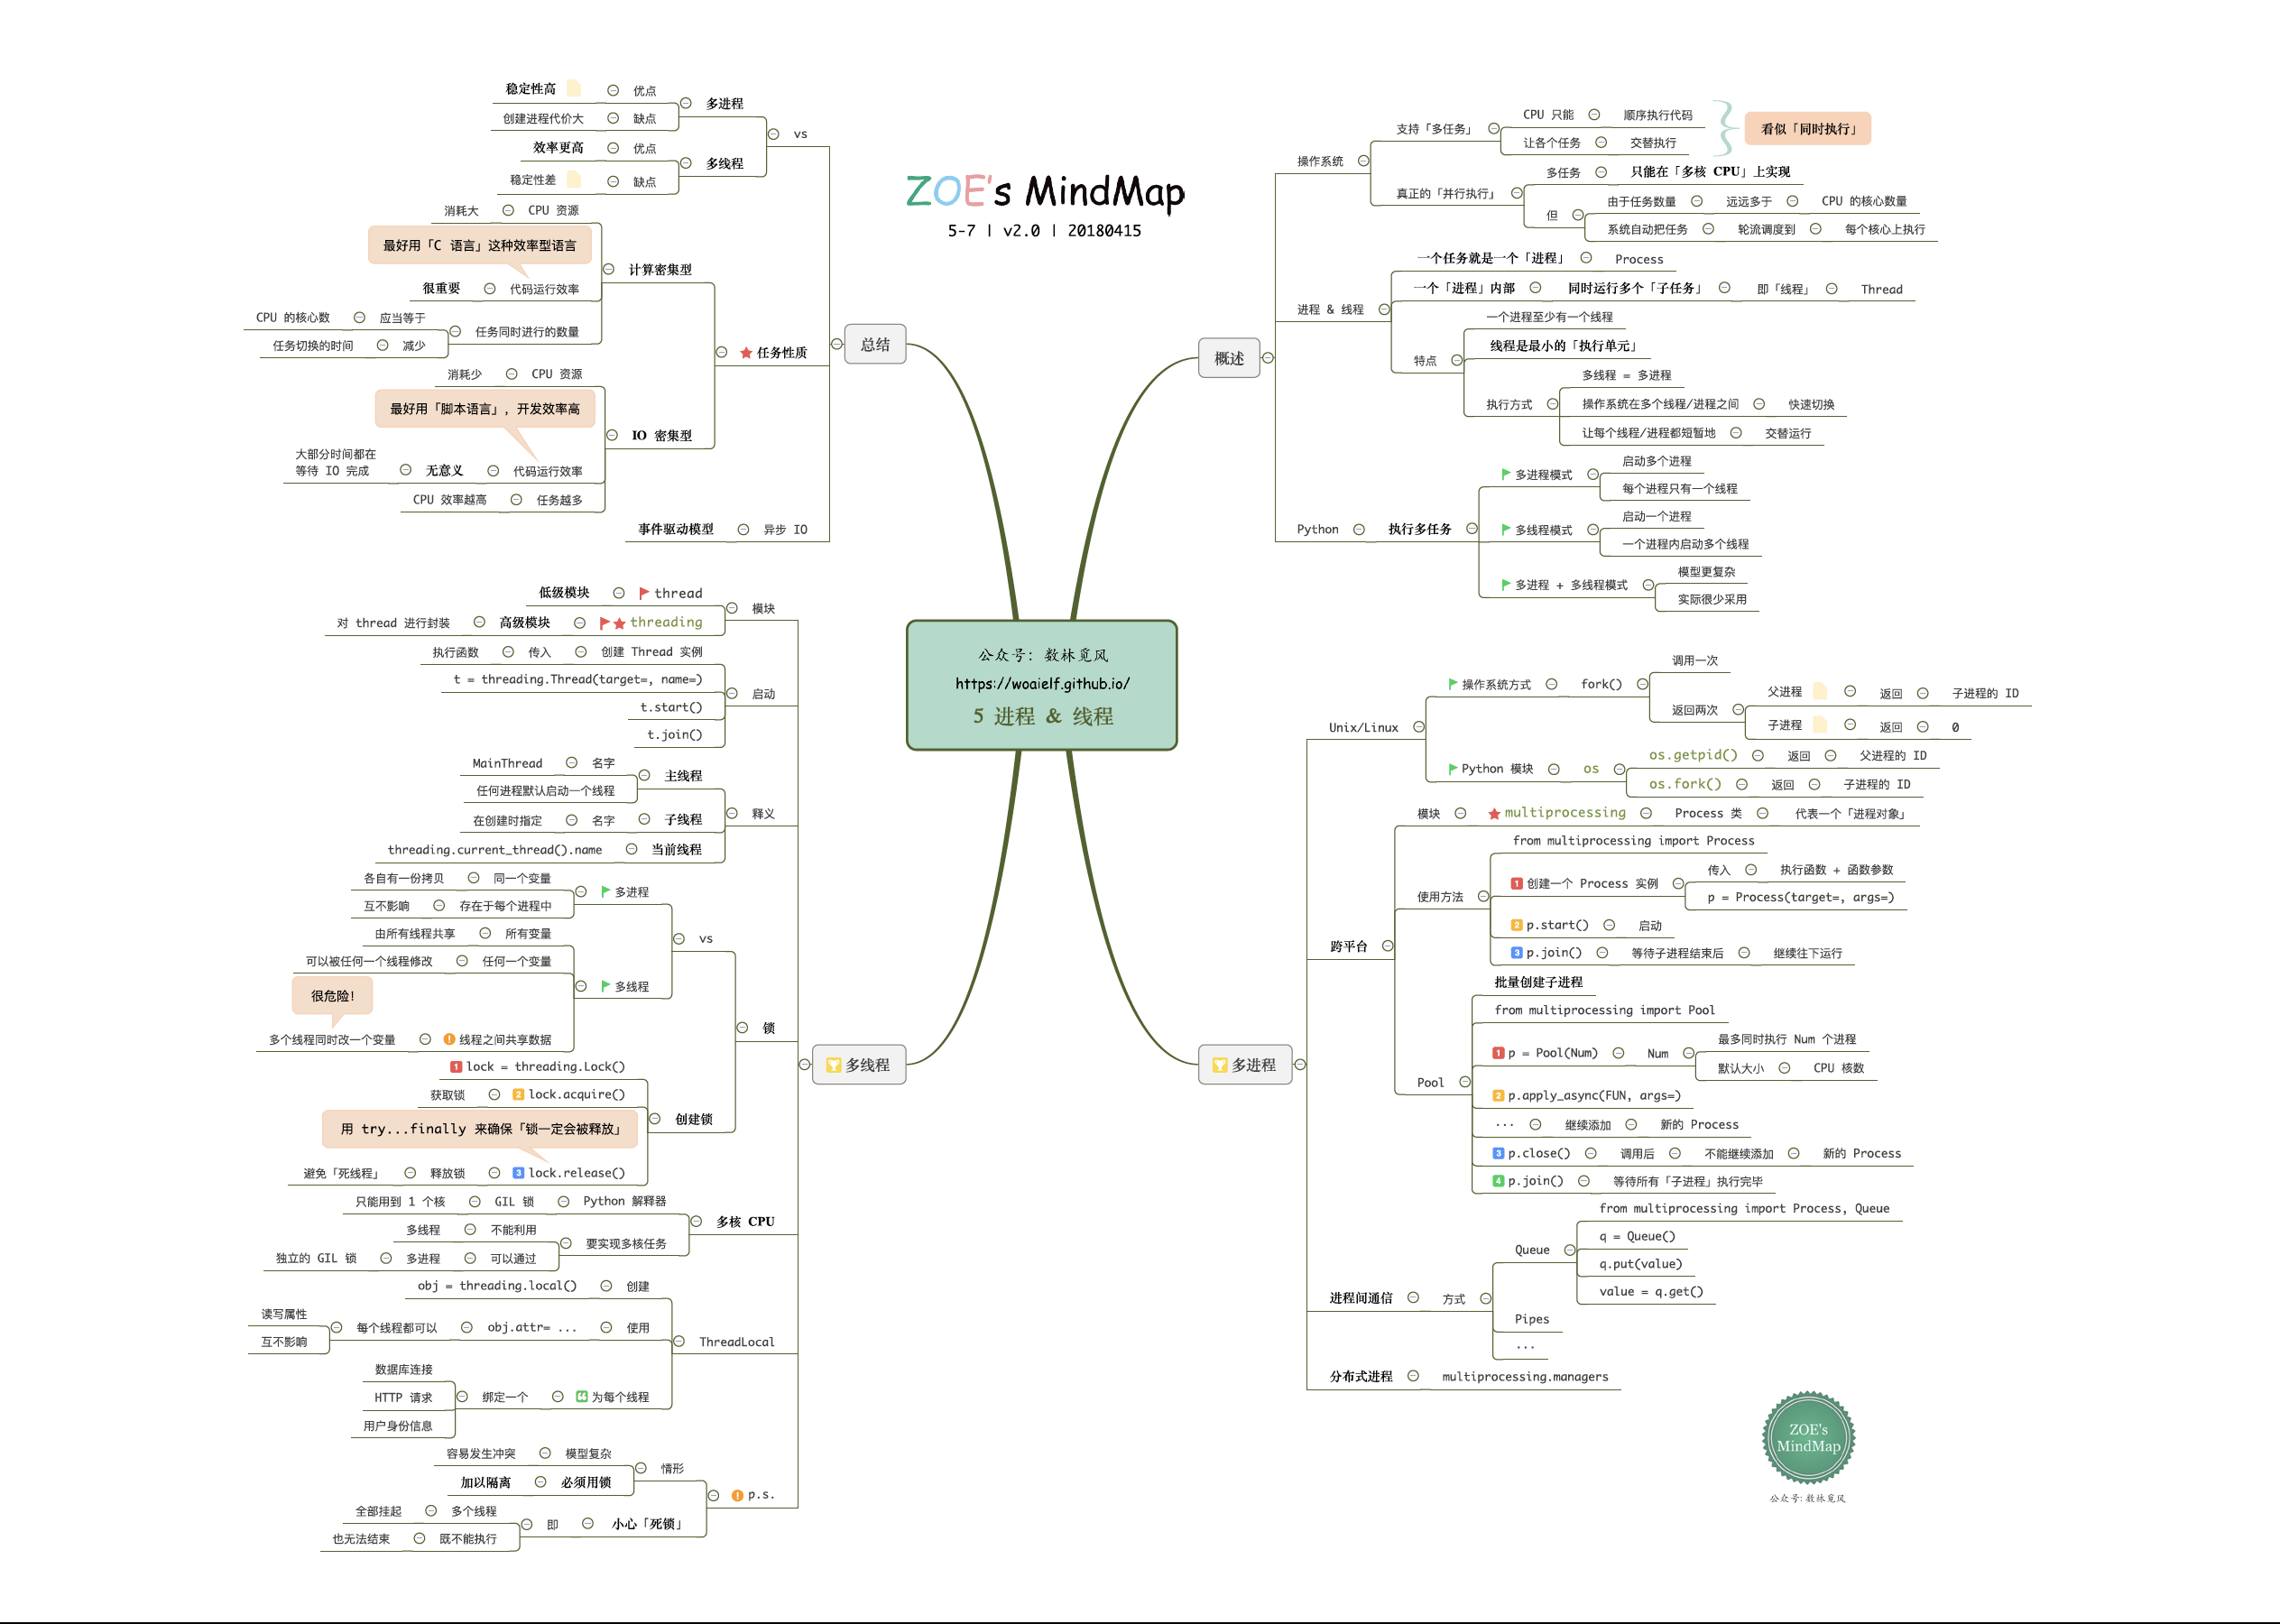 ZOE's MindMap
5-7 | v2.0 | 20180415
公众号：数林觅风
https://woaielf.github.io/
5 进程 & 线程
概述
操作系统
支持「多任务」
CPU 只能
顺序执行代码
让各个任务
交替执行
看似「同时执行」
真正的「并行执行」
多任务
只能在「多核 CPU」上实现
但
由于任务数量
远远多于
CPU 的核心数量
系统自动把任务
轮流调度到
每个核心上执行
进程 & 线程
一个任务就是一个「进程」
Process
一个「进程」内部
同时运行多个「子任务」
即「线程」
Thread
特点
一个进程至少有一个线程
线程是最小的「执行单元」
执行方式
多线程 = 多进程
操作系统在多个线程/进程之间
快速切换
让每个线程/进程都短暂地
交替运行
Python
执行多任务
多进程模式
启动多个进程
每个进程只有一个线程
多线程模式
启动一个进程
一个进程内启动多个线程
多进程 + 多线程模式
模型更复杂
实际很少采用
多进程
Unix/Linux
操作系统方式
fork()
调用一次
返回两次
父进程
返回
子进程的 ID
子进程
返回
0
Python 模块
os
os.getpid()
返回
父进程的 ID
os.fork()
返回
子进程的 ID
跨平台
模块
multiprocessing
Process 类
代表一个「进程对象」
使用方法
from multiprocessing import Process
1 创建一个 Process 实例
传入
执行函数 + 函数参数
p = Process(target=, args=)
2 p.start()
启动
3 p.join()
等待子进程结束后
继续往下运行
Pool
批量创建子进程
from multiprocessing import Pool
1 p = Pool(Num)
Num
最多同时执行 Num 个进程
默认大小
CPU 核数
2 p.apply_async(FUN, args=)
...
继续添加
新的 Process
3 p.close()
调用后
不能继续添加
新的 Process
4 p.join()
等待所有「子进程」执行完毕
进程间通信
方式
Queue
from multiprocessing import Process, Queue
q = Queue()
q.put(value)
value = q.get()
Pipes
...
分布式进程
multiprocessing.managers
总结
vs
多进程
优点
稳定性高
缺点
创建进程代价大
多线程
优点
效率更高
缺点
稳定性差
任务性质
计算密集型
CPU 资源
消耗大
最好用「C 语言」这种效率型语言
代码运行效率
很重要
任务同时进行的数量
应当等于
CPU 的核心数
减少
任务切换的时间
IO 密集型
CPU 资源
消耗少
最好用「脚本语言」，开发效率高
代码运行效率
无意义
大部分时间都在
等待 IO 完成
任务越多
CPU 效率越高
异步 IO
事件驱动模型
多线程
模块
thread
低级模块
threading
高级模块
对 thread 进行封装
启动
创建 Thread 实例
传入
执行函数
t = threading.Thread(target=, name=)
t.start()
t.join()
释义
主线程
名字
MainThread
任何进程默认启动一个线程
子线程
名字
在创建时指定
当前线程
threading.current_thread().name
锁
vs
多进程
同一个变量
各自有一份拷贝
存在于每个进程中
互不影响
多线程
所有变量
由所有线程共享
任何一个变量
可以被任何一个线程修改
很危险！
线程之间共享数据
多个线程同时改一个变量
创建锁
1 lock = threading.Lock()
2 lock.acquire()
获取锁
用 try...finally 来确保「锁一定会被释放」
3 lock.release()
释放锁
避免「死线程」
多核 CPU
Python 解释器
GIL 锁
只能用到 1 个核
要实现多核任务
不能利用
多线程
可以通过
多进程
独立的 GIL 锁
ThreadLocal
创建
obj = threading.local()
使用
obj.attr= ...
每个线程都可以
读写属性
互不影响
为每个线程
绑定一个
数据库连接
HTTP 请求
用户身份信息
p.s.
情形
模型复杂
容易发生冲突
必须用锁
加以隔离
小心「死锁」
即
多个线程
全部挂起
既不能执行
也无法结束
ZOE's
MindMap
公众号：数林觅风